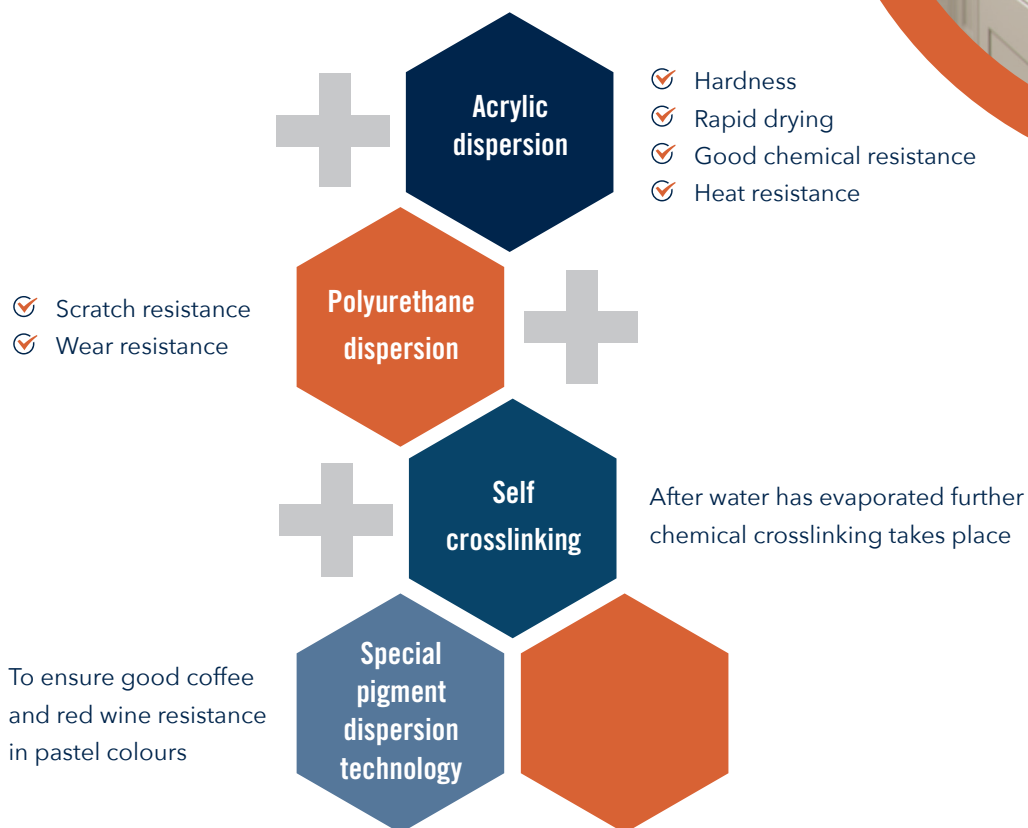 Acrylic
dispersion
Hardness
Rapid drying
Good chemical resistance
Heat resistance
Scratch resistance
Wear resistance
Polyurethane
dispersion
Self
crosslinking
After water has evaporated further
chemical crosslinking takes place
To ensure good coffee
and red wine resistance
in pastel colours
Special
pigment
dispersion
technology